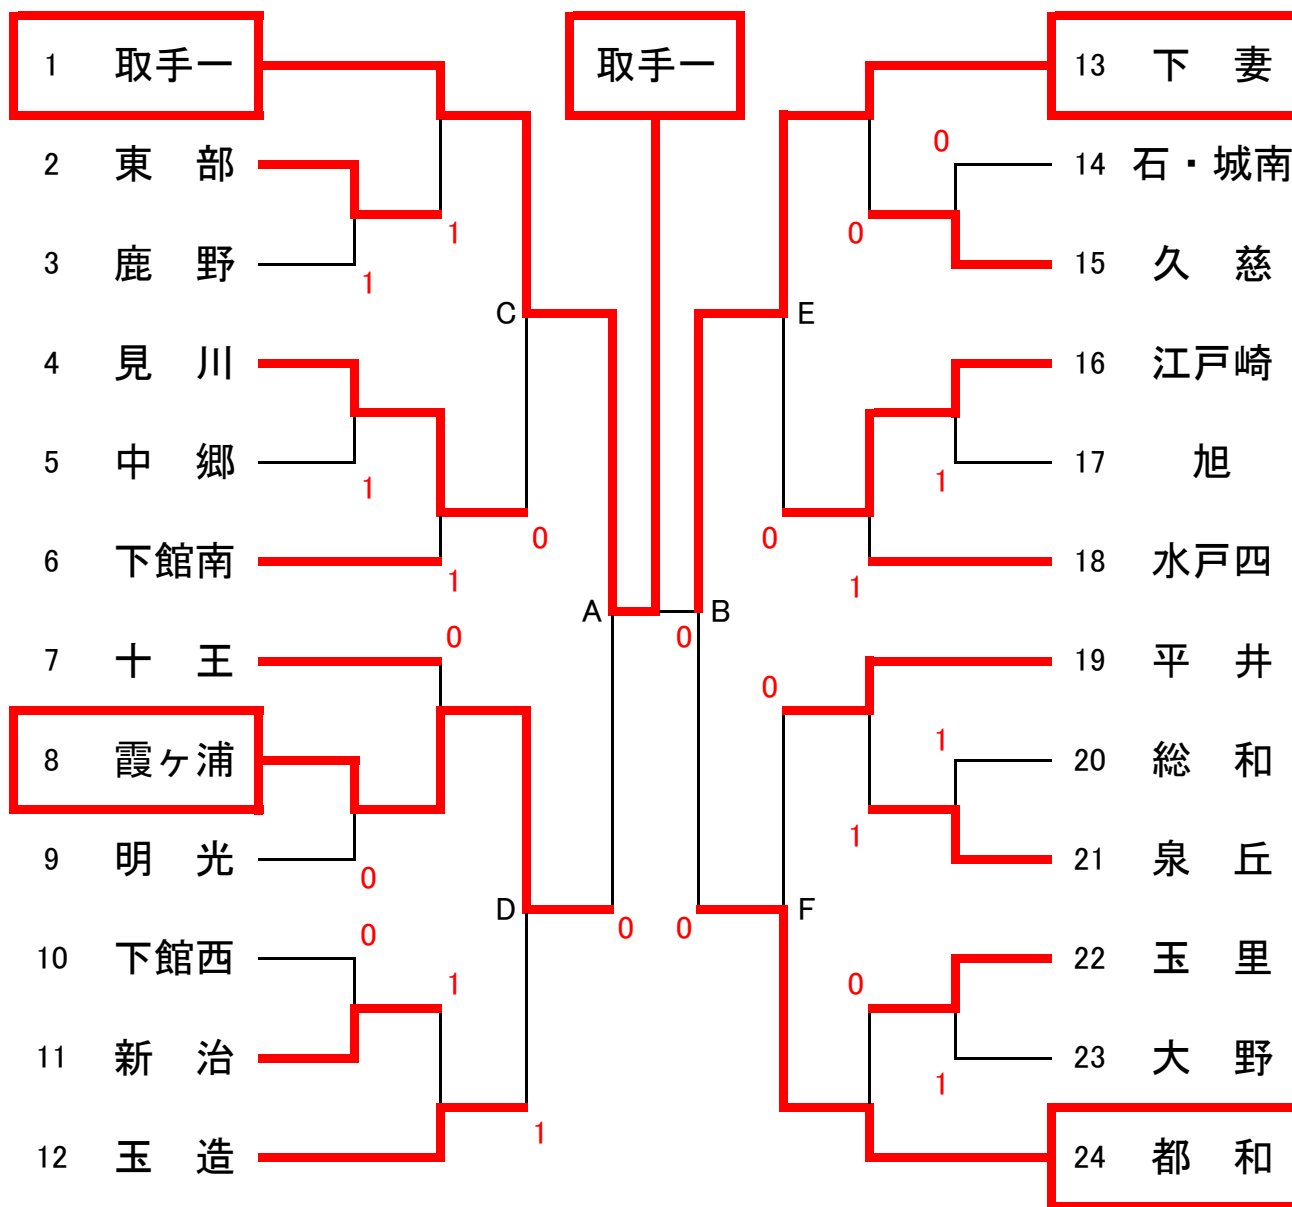 1 取手一
取手一
13 下 妻
2 東 部
0
14 石・城南
1
0
3 鹿 野
1
15 久 慈
C
E
4 見 川
16 江戸崎
5 中 郷
1
17 旭
1
0
0
6 下館南
1
18 水戸四
1
A
B
0
0
7 十 王
19 平 井
0
8 霞ヶ浦
1
20 総 和
1
9 明 光
0
21 泉 丘
D
F
0
0
0
10 下館西
22 玉 里
1
0
11 新 治
23 大 野
1
1
12 玉 造
24 都 和